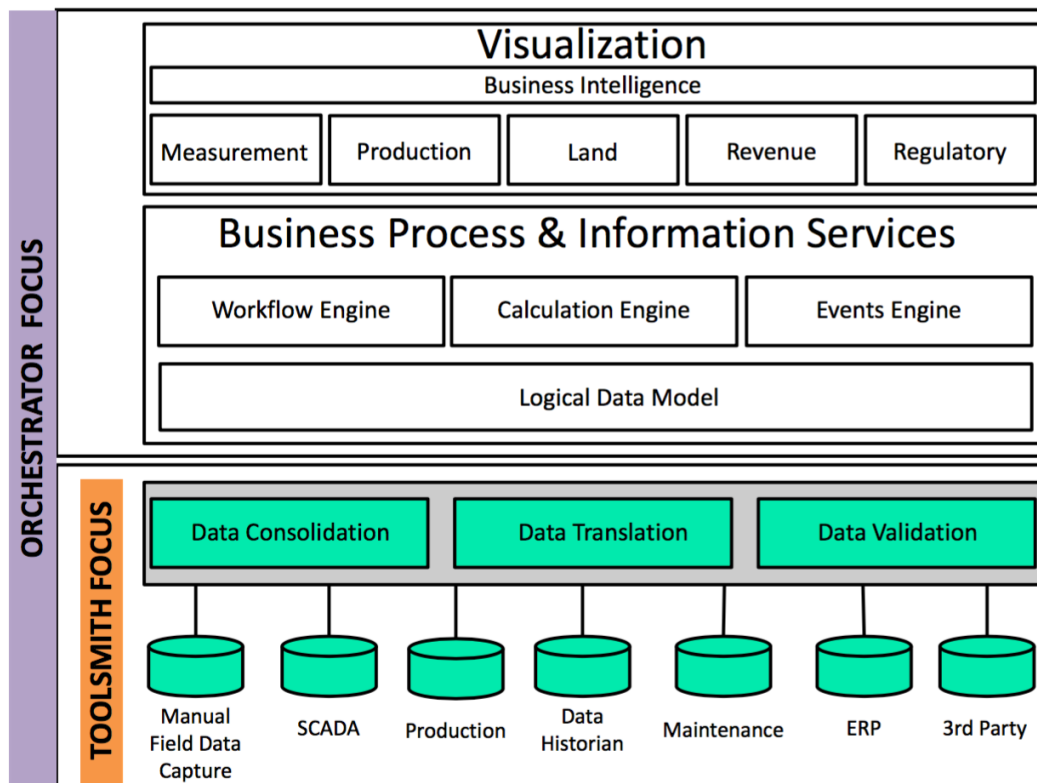 ORCHESTRATOR FOCUS
Visualization
Business Intelligence
Measurement
Production
Land
Revenue
Regulatory
Business Process & Information Services
Workflow Engine
Calculation Engine
Events Engine
Logical Data Model
TOOLSMITH FOCUS
Data Consolidation
Data Translation
Data Validation
Manual
Field Data
Capture
SCADA
Production
Data
Historian
Maintenance
ERP
3rd Party